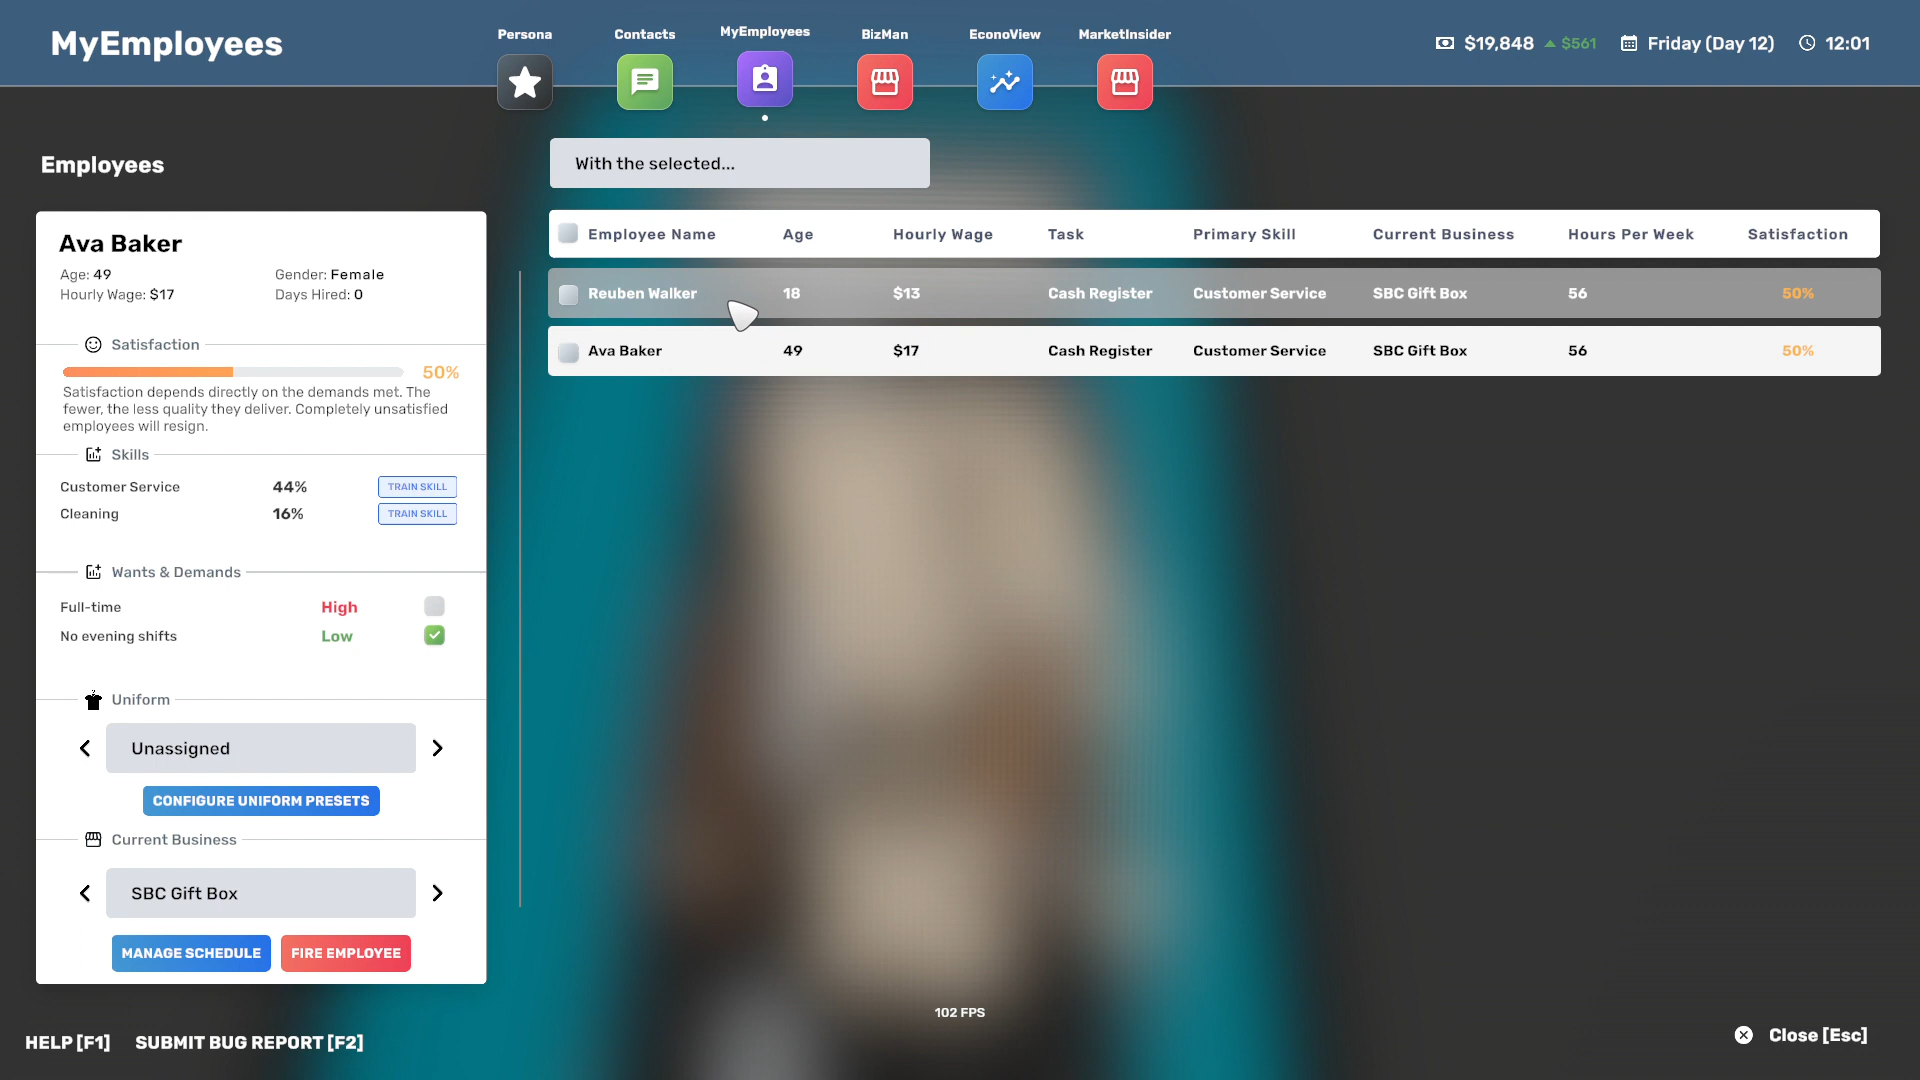 MyEmployees
Persona
Contacts
MyEmployees
BizMan
EconoView
MarketInsider
$19,848 $561 Friday (Day 12) 12:01
Employees
With the selected...
Ava Baker
Age: 49 Gender: Female
Hourly Wage: $17 Days Hired: 0
Satisfaction
50%
Satisfaction depends directly on the demands met. The
fewer, the less quality they deliver. Completely unsatisfied
employees will resign.
Skills
Customer Service 44% TRAIN SKILL
Cleaning 16% TRAIN SKILL
Wants & Demands
Full-time High
No evening shifts Low
Uniform
Unassigned
CONFIGURE UNIFORM PRESETS
Current Business
SBC Gift Box
MANAGE SCHEDULE FIRE EMPLOYEE
Employee Name Age Hourly Wage Task Primary Skill Current Business Hours Per Week Satisfaction
Reuben Walker 18 $13 Cash Register Customer Service SBC Gift Box 56 50%
Ava Baker 49 $17 Cash Register Customer Service SBC Gift Box 56 50%
102 FPS
HELP [F1] SUBMIT BUG REPORT [F2]
Close [Esc]